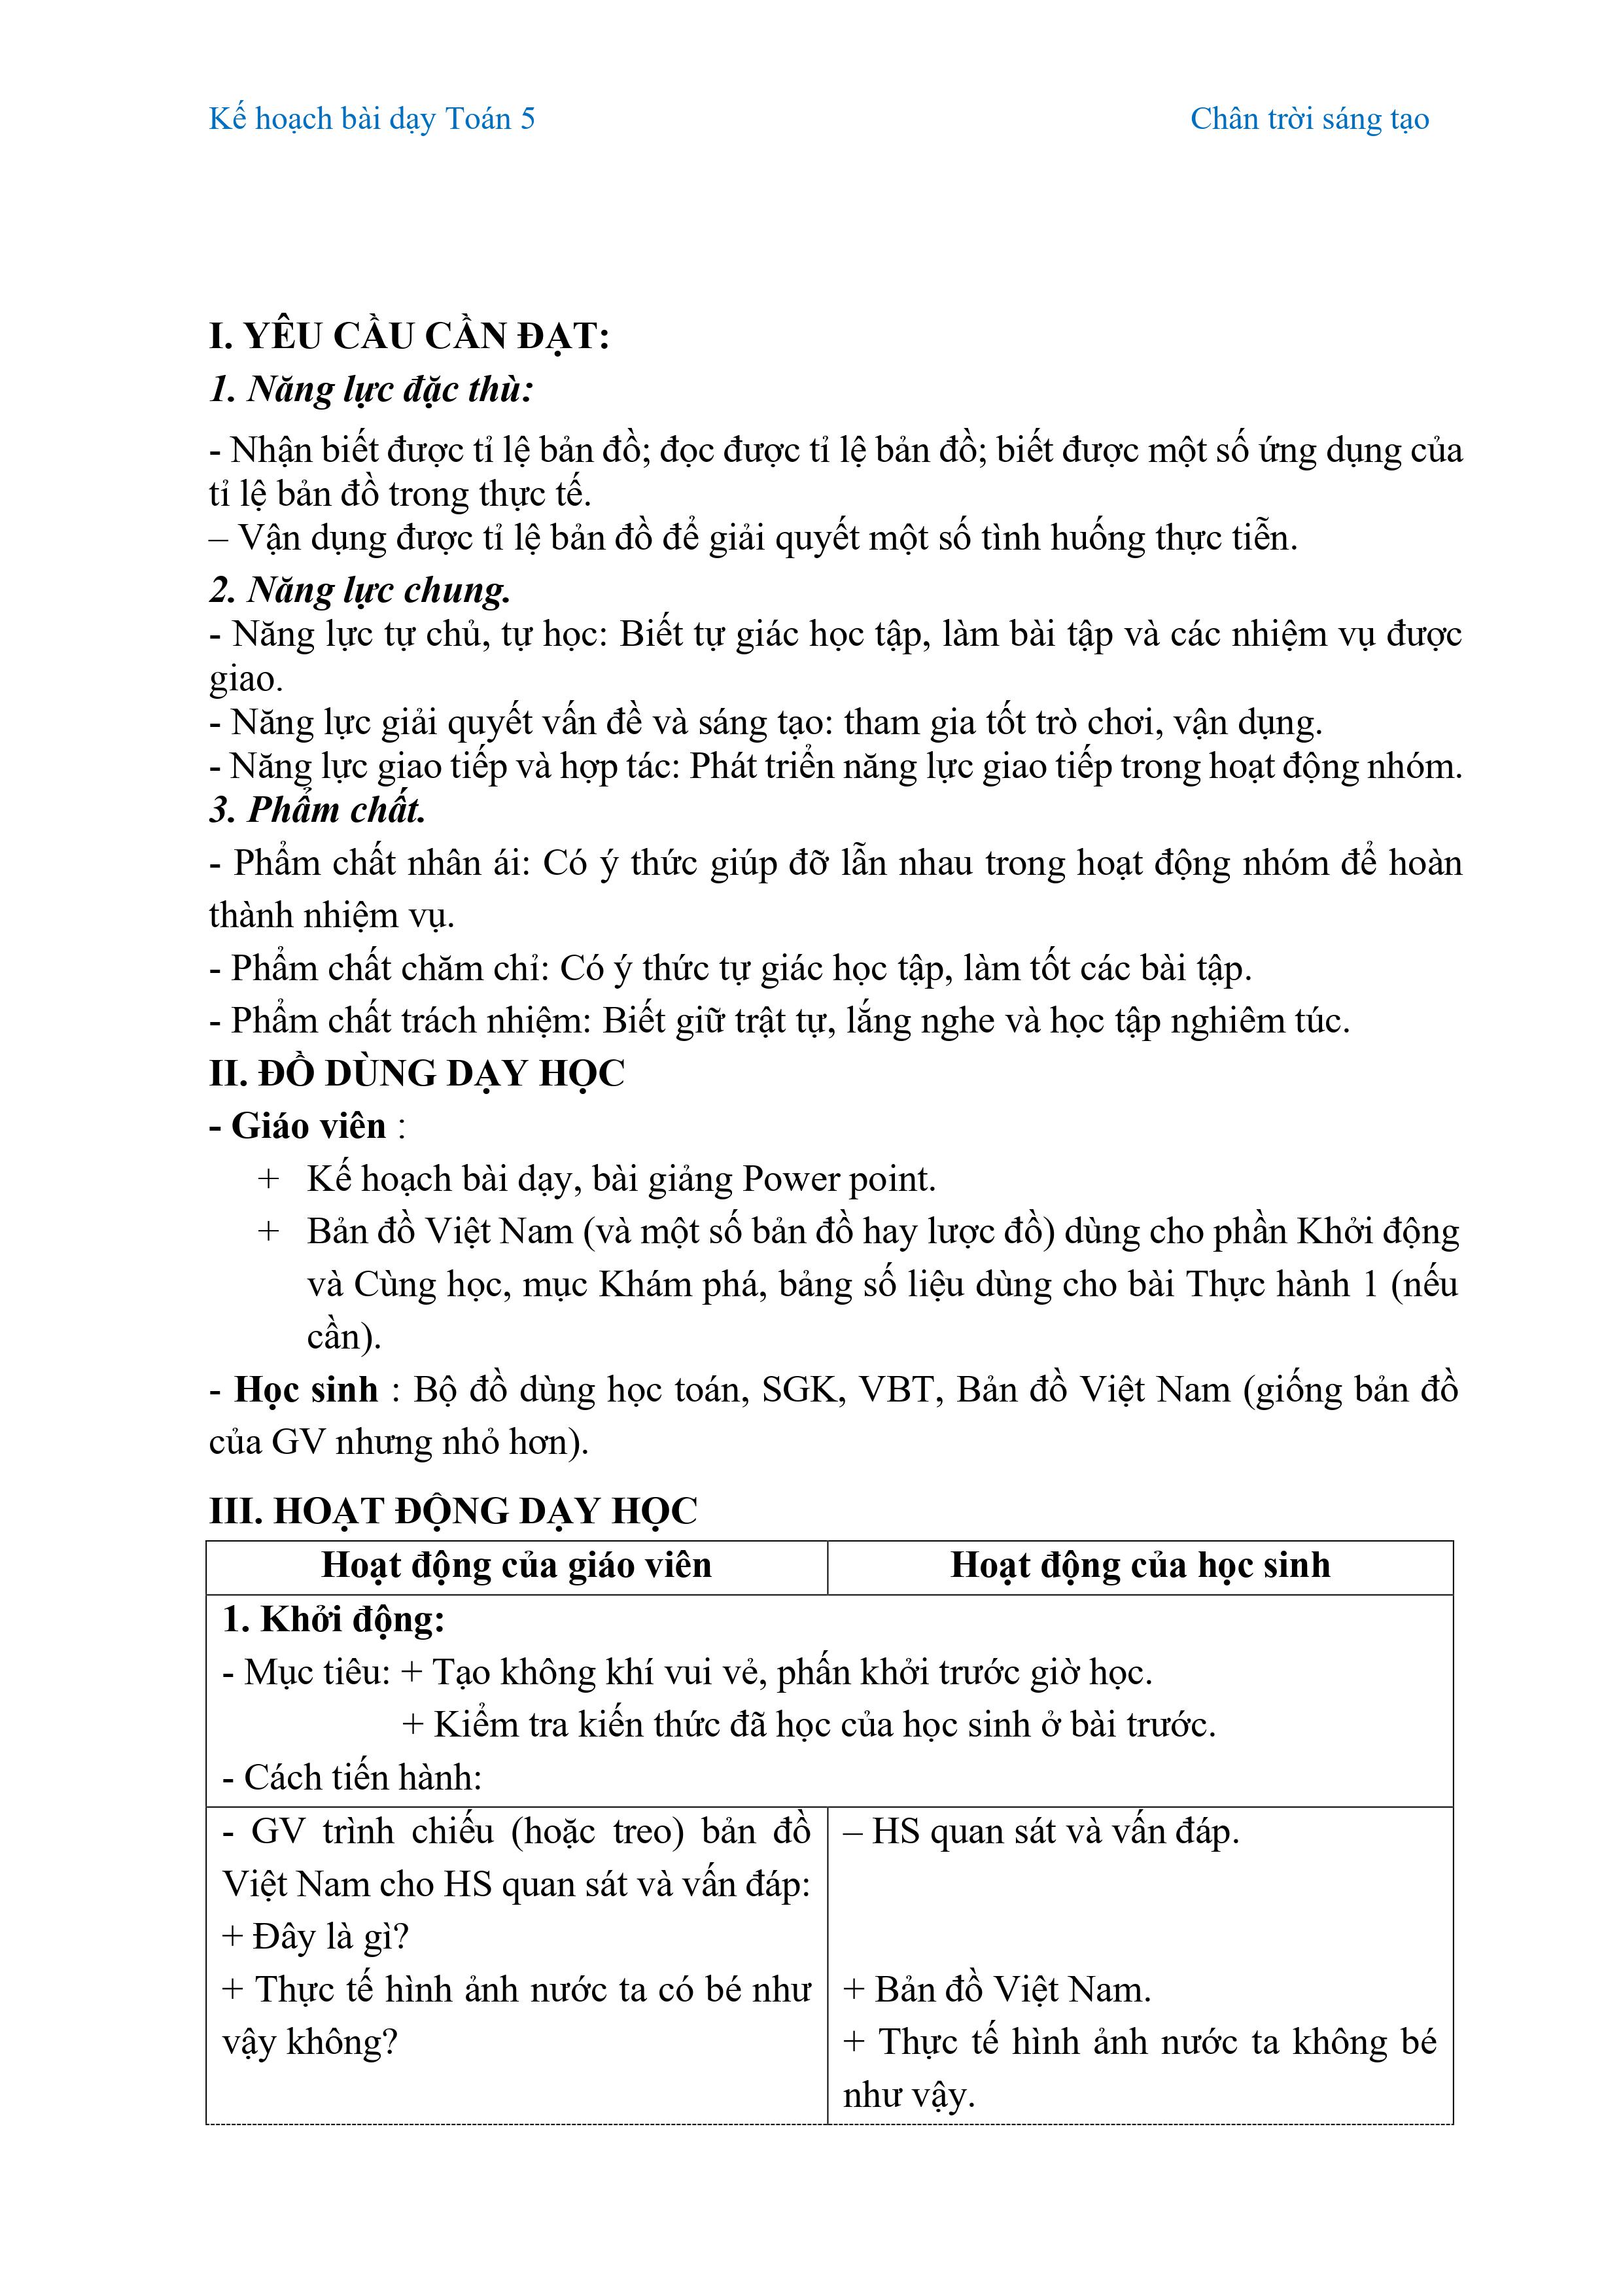 Kế hoạch bài dạy Toán 5 Chân trời sáng tạo
I. YÊU CẦU CẦN ĐẠT:
1. Năng lực đặc thù:
- Nhận biết được tỉ lệ bản đồ; đọc được tỉ lệ bản đồ; biết được một số ứng dụng của
tỉ lệ bản đồ trong thực tế.
– Vận dụng được tỉ lệ bản đồ để giải quyết một số tình huống thực tiễn.
2. Năng lực chung.
- Năng lực tự chủ, tự học: Biết tự giác học tập, làm bài tập và các nhiệm vụ được
giao.
- Năng lực giải quyết vấn đề và sáng tạo: tham gia tốt trò chơi, vận dụng.
- Năng lực giao tiếp và hợp tác: Phát triển năng lực giao tiếp trong hoạt động nhóm.
3. Phẩm chất.
- Phẩm chất nhân ái: Có ý thức giúp đỡ lẫn nhau trong hoạt động nhóm để hoàn
thành nhiệm vụ.
- Phẩm chất chăm chỉ: Có ý thức tự giác học tập, làm tốt các bài tập.
- Phẩm chất trách nhiệm: Biết giữ trật tự, lắng nghe và học tập nghiêm túc.
II. ĐỒ DÙNG DẠY HỌC
- Giáo viên :
+ Kế hoạch bài dạy, bài giảng Power point.
+ Bản đồ Việt Nam (và một số bản đồ hay lược đồ) dùng cho phần Khởi động
và Cùng học, mục Khám phá, bảng số liệu dùng cho bài Thực hành 1 (nếu
cần).
- Học sinh : Bộ đồ dùng học toán, SGK, VBT, Bản đồ Việt Nam (giống bản đồ
của GV nhưng nhỏ hơn).
III. HOẠT ĐỘNG DẠY HỌC
Hoạt động của giáo viên Hoạt động của học sinh
1. Khởi động:
- Mục tiêu: + Tạo không khí vui vẻ, phấn khởi trước giờ học.
+ Kiểm tra kiến thức đã học của học sinh ở bài trước.
- Cách tiến hành:
- GV trình chiếu (hoặc treo) bản đồ
Việt Nam cho HS quan sát và vấn đáp:
+ Đây là gì?
+ Thực tế hình ảnh nước ta có bé như
vậy không?
– HS quan sát và vấn đáp.
+ Bản đồ Việt Nam.
+ Thực tế hình ảnh nước ta không bé
như vậy.